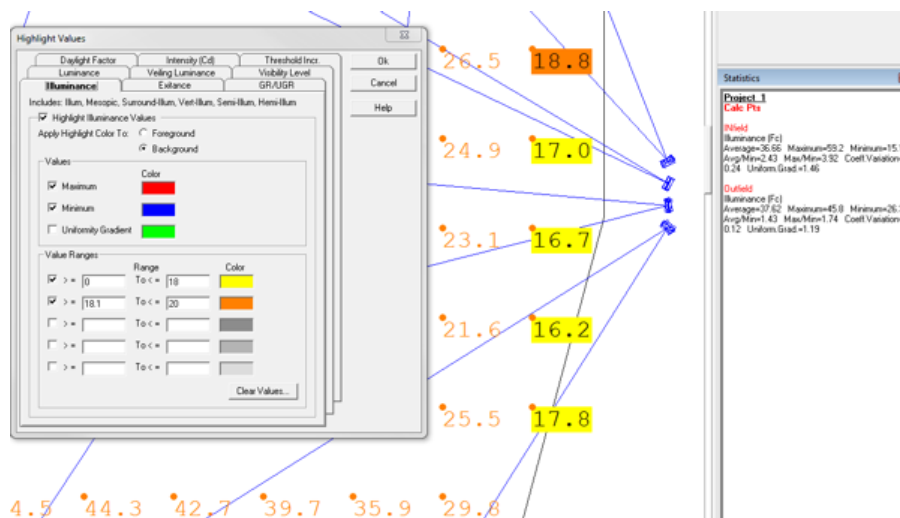 Highlight Values
Daylight Factor Intensity (Cd) Threshold Incr.
Luminance Veiling Luminance Visibility Level
Illuminance Exitance GR/UGR
Includes: Illum, Mesopic, Surround-Illum, Vert-Illum, Semi-Illum, Hemi-Illum
Highlight Illuminance Values
Apply Highlight Color To: Foreground
Background
Values
Color
Maximum
Minimum
Uniformity Gradient
Value Ranges
Range Color
> = 0 To < = 18
> = 18.1 To < = 20
> = To < =
> = To < =
> = To < =
Clear Values...
Ok
Cancel
Help
26.5 18.8
24.9 17.0
23.1 16.7
21.6 16.2
25.5 17.8
4.5 44.3 42.7 39.7 35.9 29.8
Statistics
Project_1
Calc Pts
INfield
Illuminance (Fc)
Average=36.66 Maximum=59.2 Minimum=15.
Avg/Min=2.43 Max/Min=3.92 Coeff.Variation=
0.24 Uniform.Grad.=1.46
Outfield
Illuminance (Fc)
Average=37.62 Maximum=45.8 Minimum=26.
Avg/Min=1.43 Max/Min=1.74 Coeff.Variation=
0.12 Uniform.Grad.=1.19